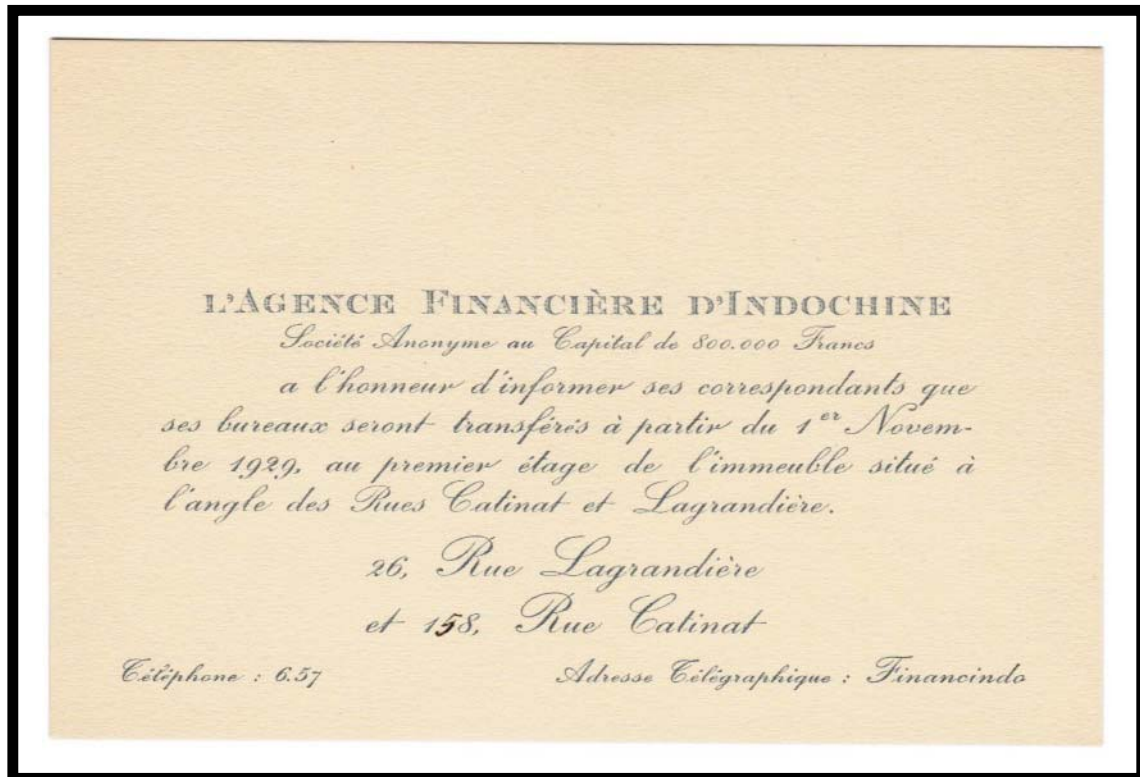 L'AGENCE FINANCIÈRE D'INDOCHINE
Société Anonyme au Capital de 800.000 Francs
a l'honneur d'informer ses correspondants que
ses bureaux seront transférés à partir du 1er Novem-
bre 1929, au premier étage de l'immeuble situé à
l'angle des Rues Catinat et Lagrandière.
26, Rue Lagrandière
et 158, Rue Catinat
Téléphone : 6.57
Adresse Télégraphique : Financindo